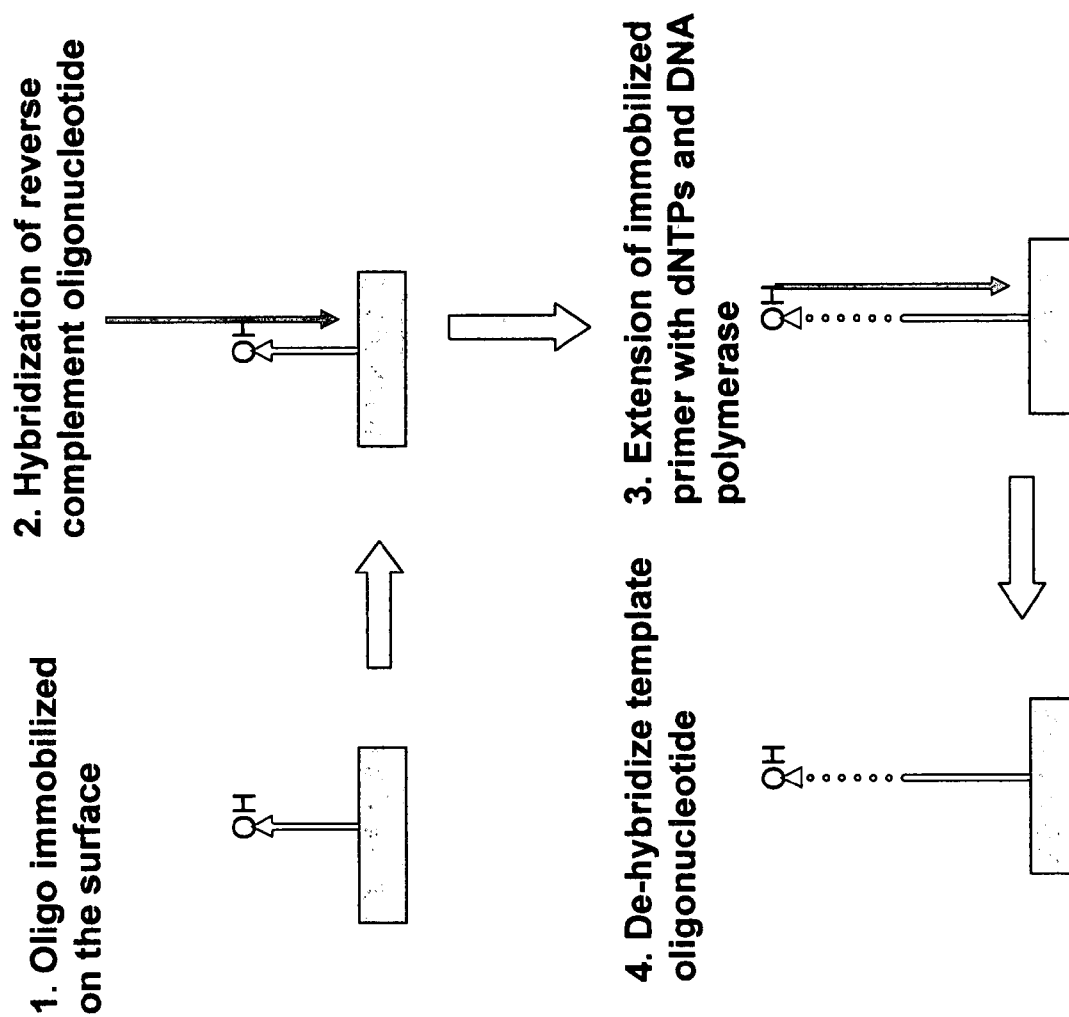 1. Oligo immobilized
on the surface
OH
2. Hybridization of reverse
complement oligonucleotide
OH
3. Extension of immobilized
primer with dNTPs and DNA
polymerase
OH
4. De-hybridize template
oligonucleotide
OH